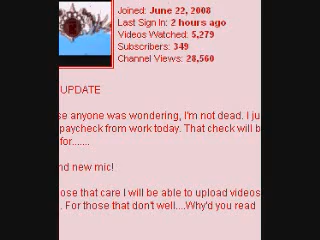 Joined: June 22, 2008
Last Sign In: 2 hours ago
Videos Watched: 5,279
Subscribers: 349
Channel Views: 28,560
UPDATE
se anyone was wondering, I'm not dead. I ju
paycheck from work today. That check will b
for.......
nd new mic!
ose that care I will be able to upload videos
. For those that don't well....Why'd you read